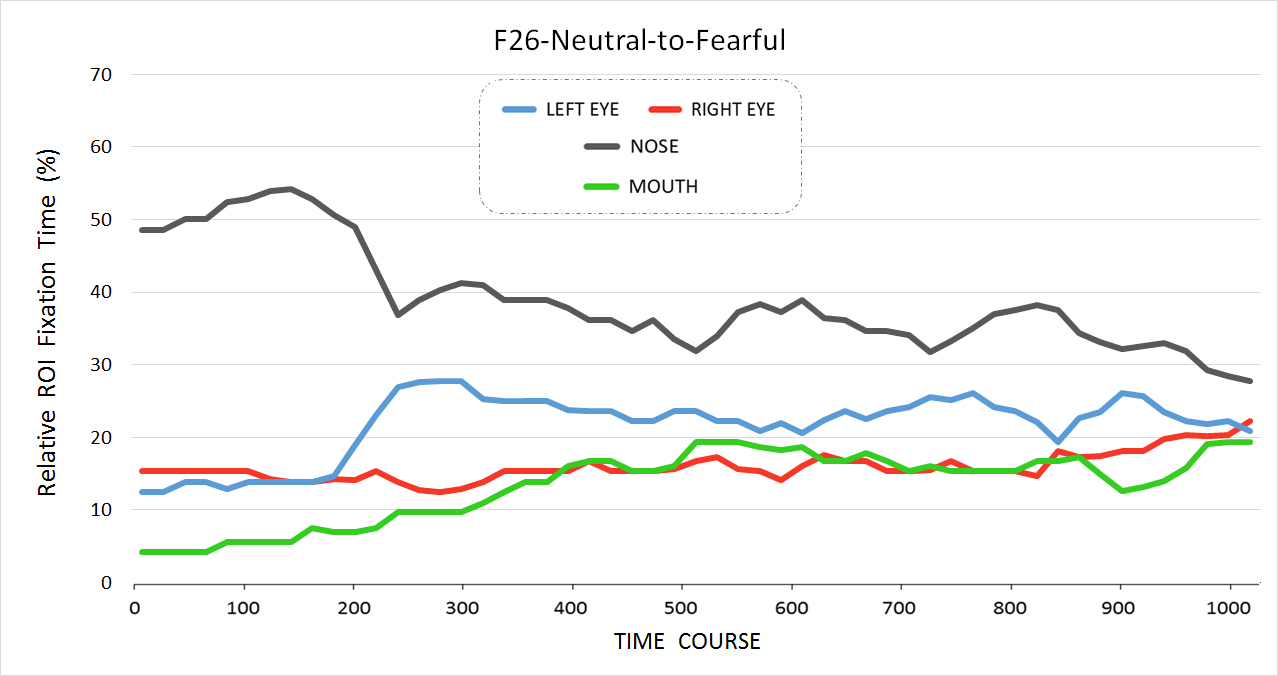 F26-Neutral-to-Fearful
LEFT EYE RIGHT EYE
NOSE
MOUTH
Relative ROI Fixation Time (%)
70
60
50
40
30
20
10
0
0 100 200 300 400 500 600 700 800 900 1000
TIME COURSE